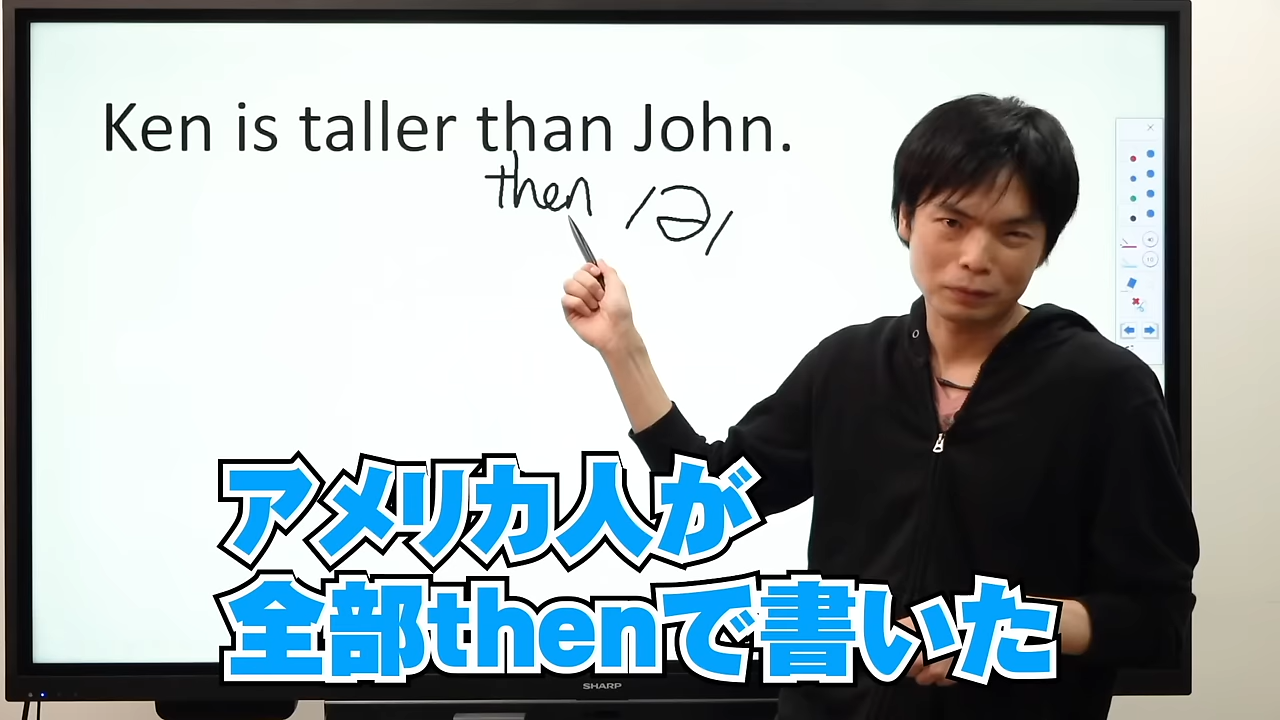 Ken is taller than John.
then /ə/
アメリカ人が
全部thenで書いた
SHARP